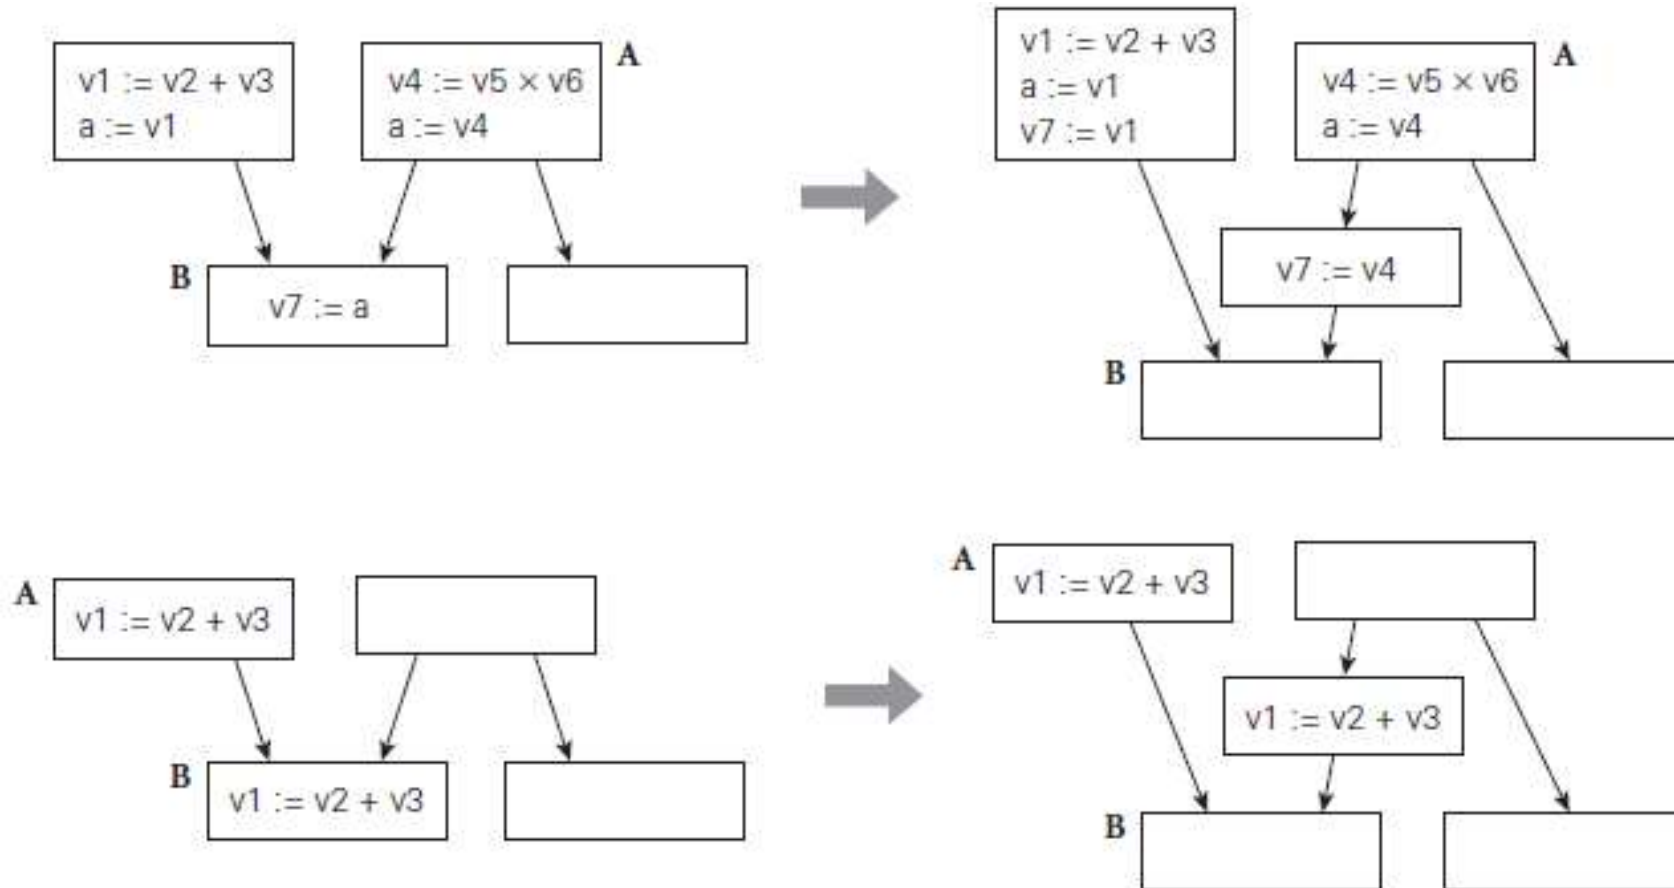 v1 := v2 + v3
a := v1
v4 := v5 × v6
a := v4
A
B
v7 := a
v1 := v2 + v3
a := v1
v7 := v1
v4 := v5 × v6
a := v4
A
v7 := v4
B
A
v1 := v2 + v3
B
v1 := v2 + v3
A
v1 := v2 + v3
v1 := v2 + v3
B